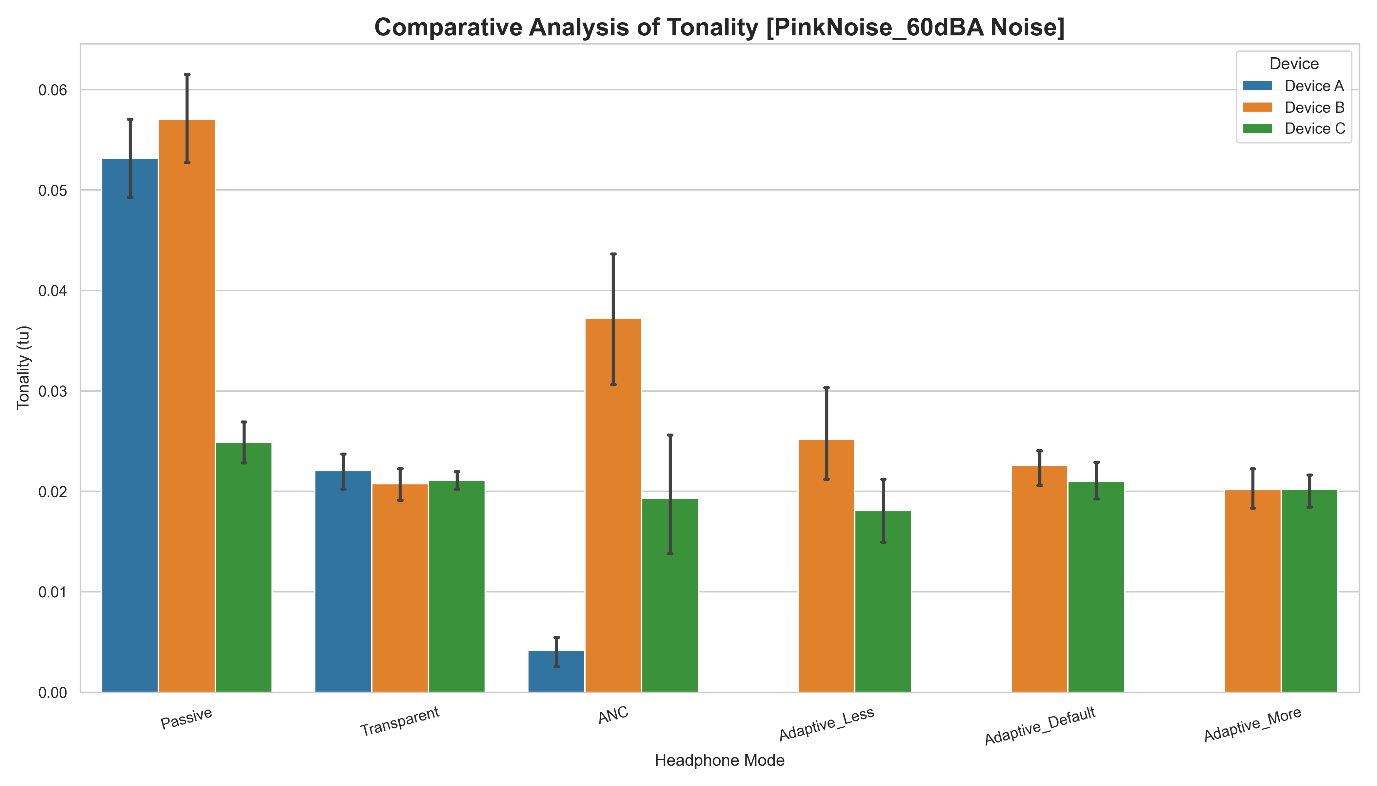 Comparative Analysis of Tonality [PinkNoise_60dBA Noise]
Device
Device A
Device B
Device C
Tonality (tu)
0.06
0.05
0.04
0.03
0.02
0.01
0.00
Passive
Transparent
ANC
Adaptive_Less
Adaptive_Default
Adaptive_More
Headphone Mode